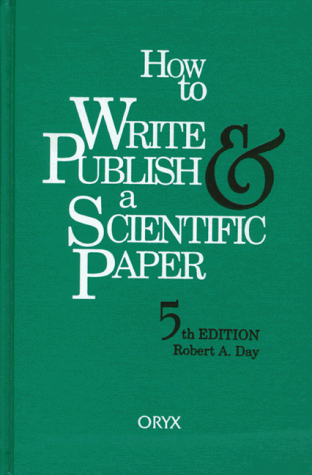 How
to
WRITE &
PUBLISH
a
SCIENTIFIC
PAPER
5th EDITION
Robert A. Day
ORYX